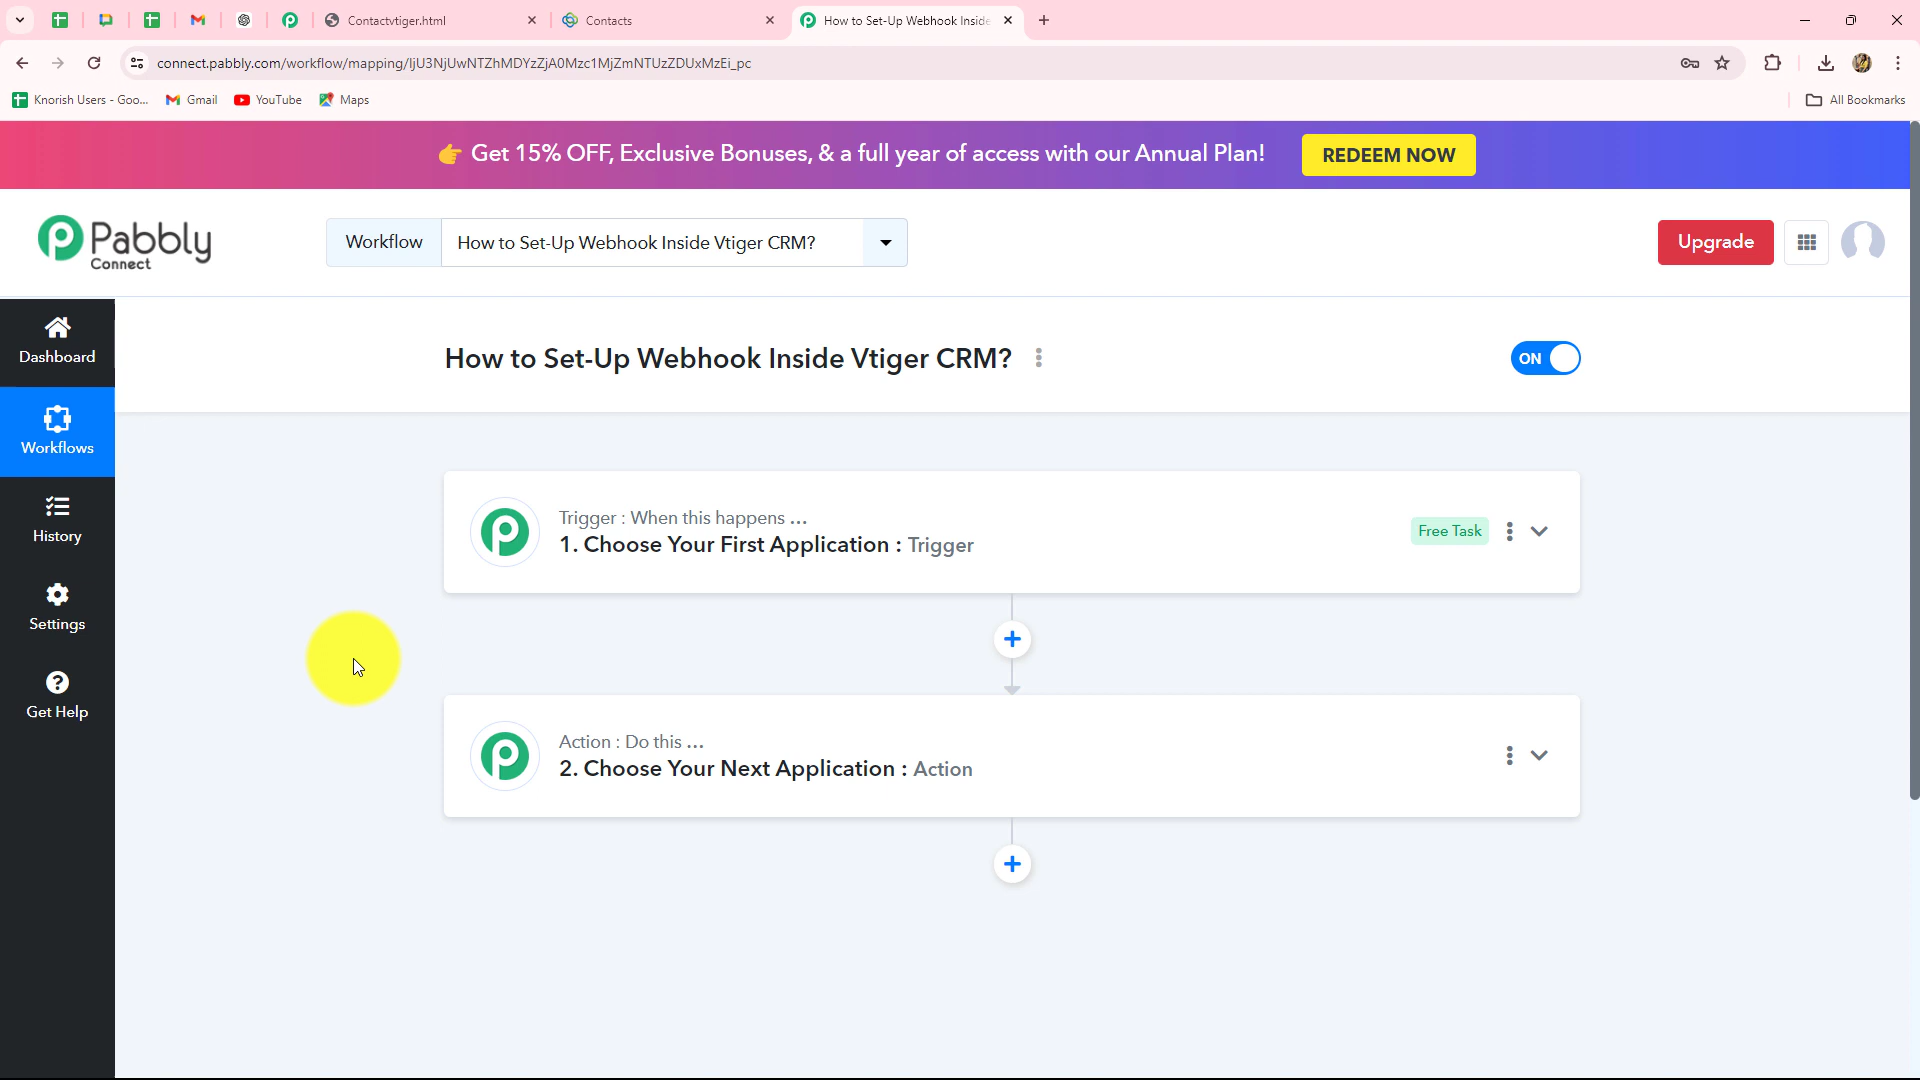 Contactvtiger.html
Contacts
How to Set-Up Webhook Inside
connect.pabbly.com/workflow/mapping/IjU3NjUwNTZhMDYzZjA0Mzc1MjZmNTUzZDUxMzEi_pc
Knorish Users - Goo...
Gmail
YouTube
Maps
All Bookmarks
👉 Get 15% OFF, Exclusive Bonuses, & a full year of access with our Annual Plan!
REDEEM NOW
Pabbly
Connect
Workflow
How to Set-Up Webhook Inside Vtiger CRM?
Upgrade
Dashboard
Workflows
History
Settings
Get Help
How to Set-Up Webhook Inside Vtiger CRM?
ON
Trigger : When this happens ...
1. Choose Your First Application : Trigger
Free Task
Action : Do this ...
2. Choose Your Next Application : Action